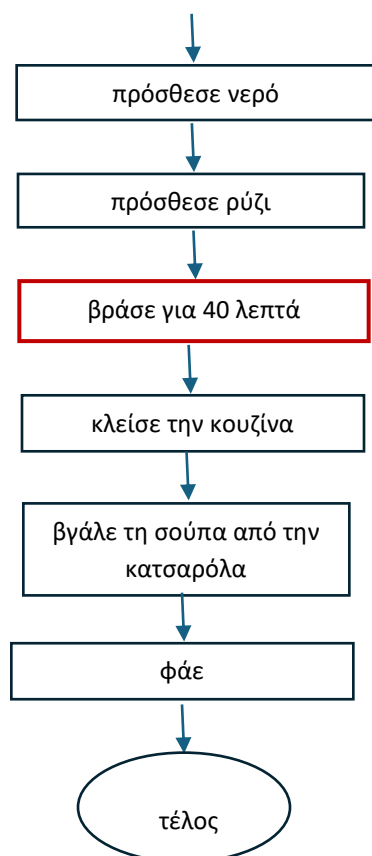 πρόσθεσε νερό
πρόσθεσε ρύζι
βράσε για 40 λεπτά
κλείσε την κουζίνα
βγάλε τη σούπα από την
κατσαρόλα
φάε
τέλος